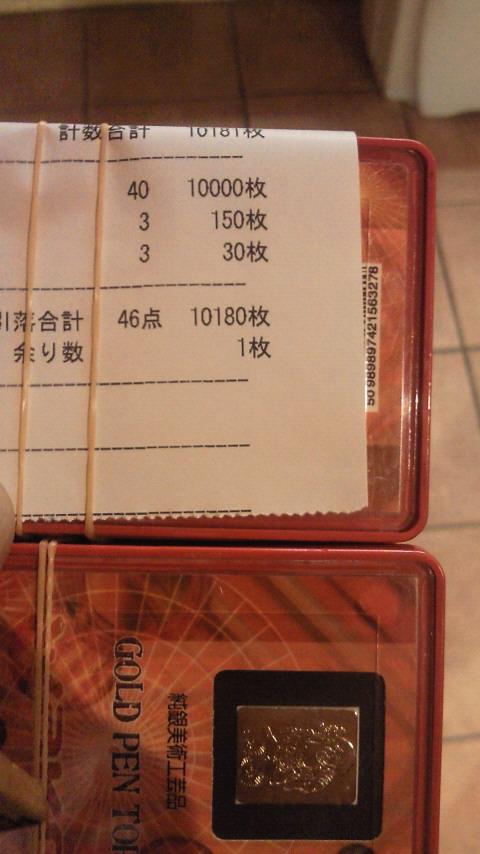 計数合計 10181枚
40 10000枚
3 150枚
3 30枚
引落合計 46点 10180枚
余り数 1枚
50989897421563278
純銀美術工芸品
GOLD PEN